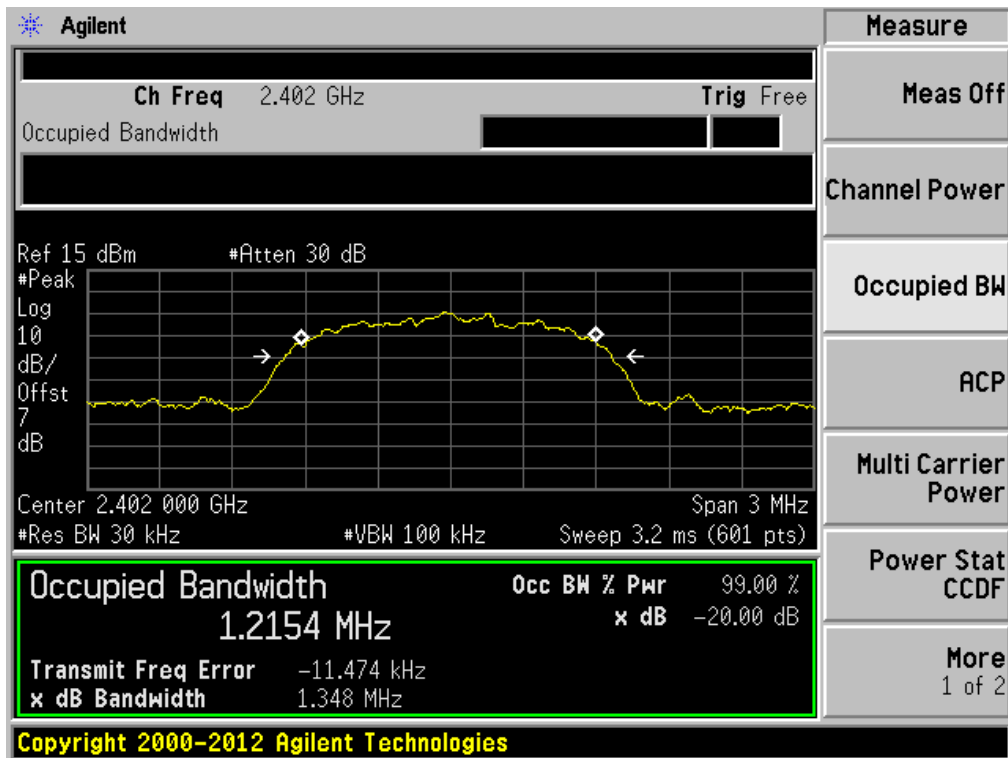 Agilent
Measure
Ch Freq 2.402 GHz Trig Free
Occupied Bandwidth
Meas Off
Channel Power
Occupied BW
ACP
Multi Carrier
Power
Power Stat
CCDF
More
1 of 2
Ref 15 dBm #Atten 30 dB
#Peak
Log
10
dB/
Offst
7
dB
Center 2.402 000 GHz Span 3 MHz
#Res BW 30 kHz #VBW 100 kHz Sweep 3.2 ms (601 pts)
Occupied Bandwidth Occ BW % Pwr 99.00 %
1.2154 MHz x dB -20.00 dB
Transmit Freq Error -11.474 kHz
x dB Bandwidth 1.348 MHz
Copyright 2000-2012 Agilent Technologies